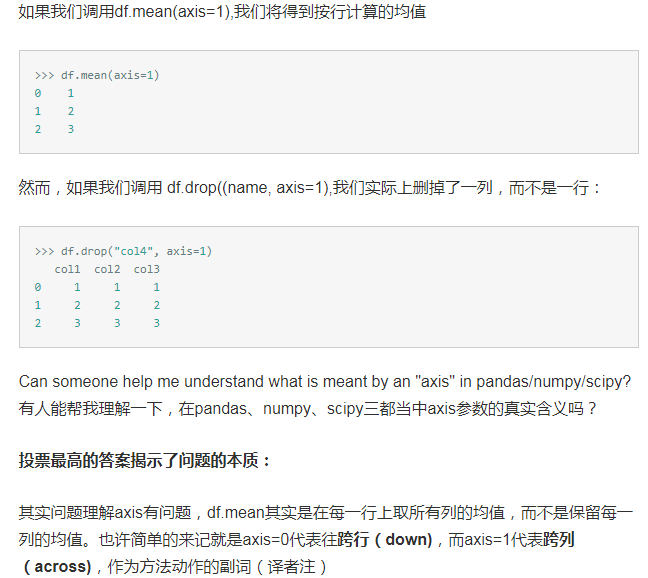 如果我们调用df.mean(axis=1),我们将得到按行计算的均值
>>> df.mean(axis=1)
0 1
1 2
2 3
然而，如果我们调用 df.drop((name, axis=1),我们实际上删掉了一列，而不是一行：
>>> df.drop("col4", axis=1)
col1 col2 col3
0 1 1 1
1 2 2 2
2 3 3 3
Can someone help me understand what is meant by an "axis" in pandas/numpy/scipy?
有人能帮我理解一下，在pandas、numpy、scipy三都当中axis参数的真实含义吗？
投票最高的答案揭示了问题的本质：
其实问题理解axis有问题，df.mean其实是在每一行上取所有列的均值，而不是保留每一
列的均值。也许简单的来记就是axis=0代表往跨行（down)，而axis=1代表跨列
（across)，作为方法动作的副词（译者注）